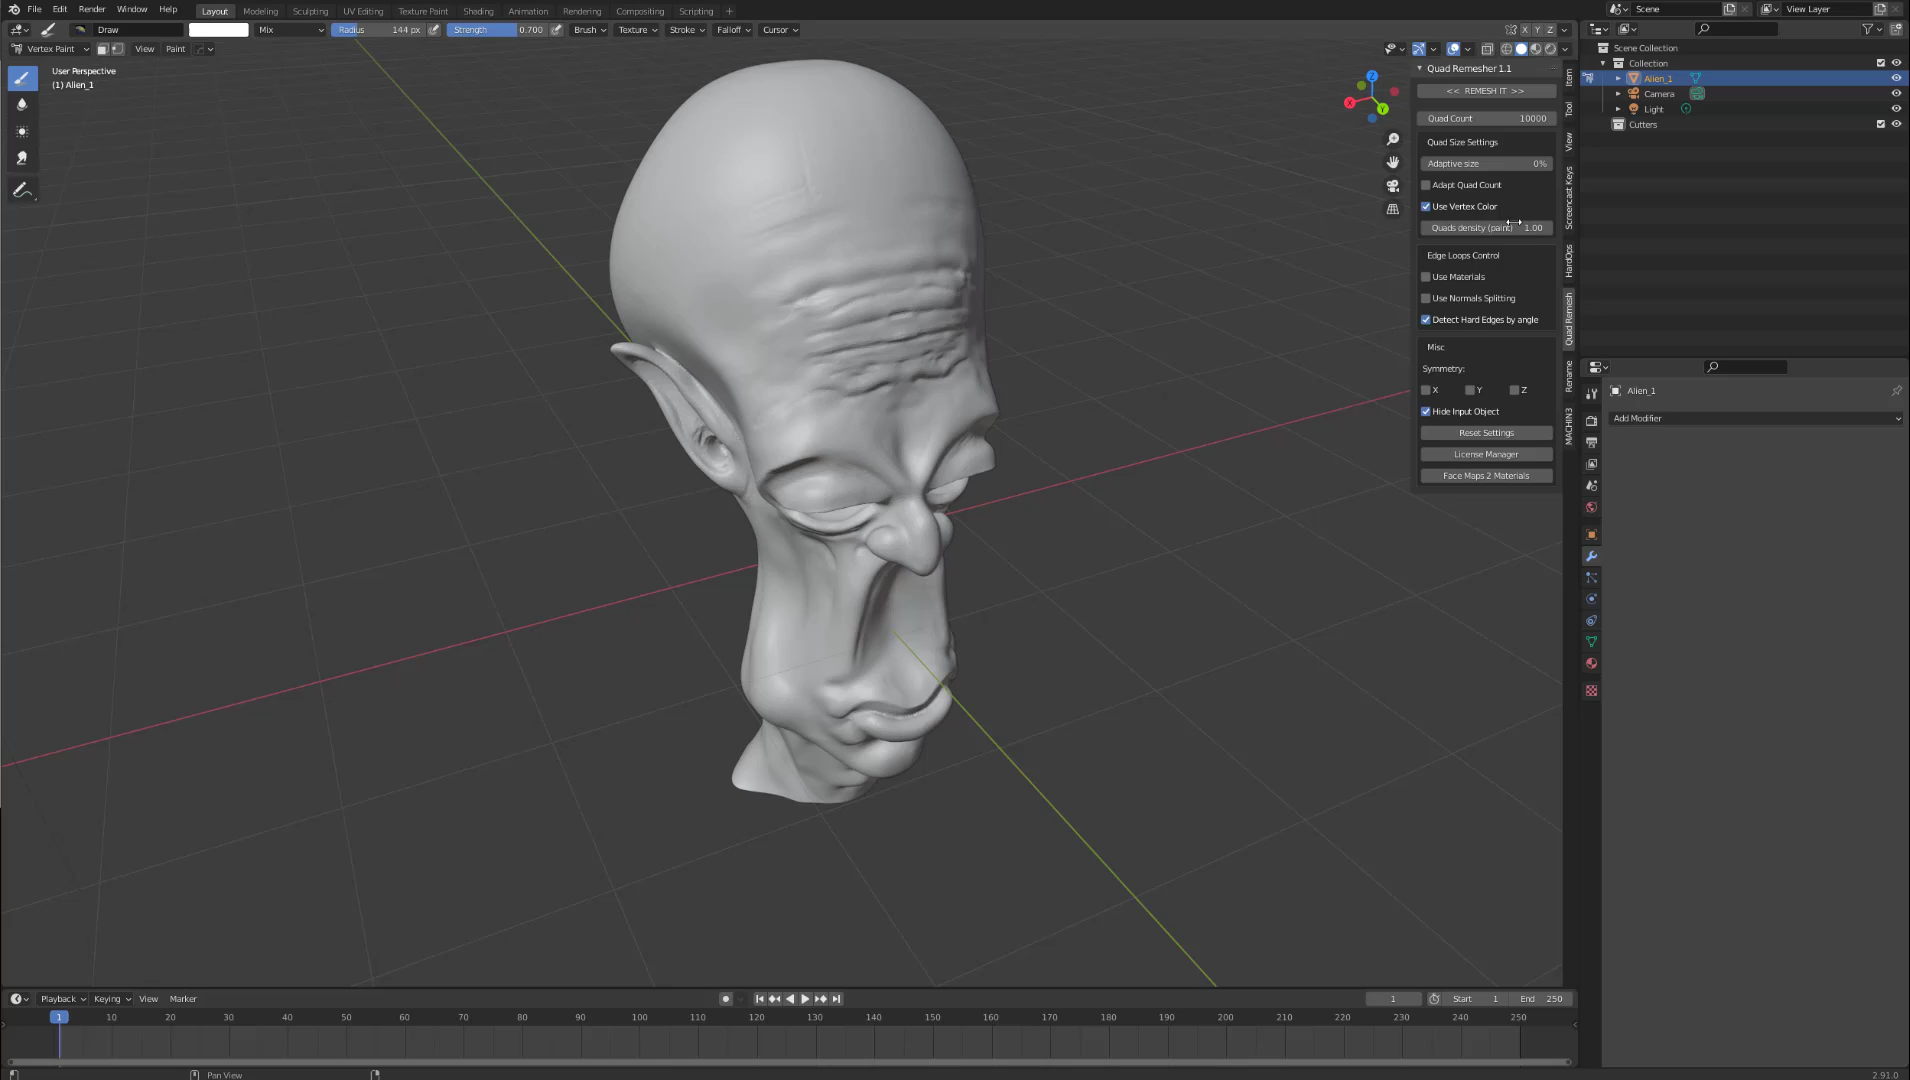 File Edit Render Window Help Layout Modeling Sculpting UV Editing Texture Paint Shading Animation Rendering Compositing Scripting + Scene View Layer
Draw Mix Radius 144 px Strength 0.700 Brush Texture Stroke Falloff Cursor X Y Z
Vertex Paint View Paint
User Perspective
(1) Alien_1
Z
X
Y
Quad Remesher 1.1
<< REMESH IT >>
Quad Count 10000
Quad Size Settings
Adaptive size 0%
Adapt Quad Count
Use Vertex Color
Quads density (paint) 1.00
Edge Loops Control
Use Materials
Use Normals Splitting
Detect Hard Edges by angle
Misc
Symmetry:
X Y Z
Hide Input Object
Reset Settings
License Manager
Face Maps 2 Materials
Item
Tool
View
Screencast Keys
HardOps
Quad Remesh
Rename
MACHIN3
Scene Collection
Collection
Alien_1
Camera
Light
Cutters
Alien_1
Add Modifier
Playback Keying View Marker 1 Start 1 End 250
1 10 20 30 40 50 60 70 80 90 100 110 120 130 140 150 160 170 180 190 200 210 220 230 240 250
Pan View 2.91.0